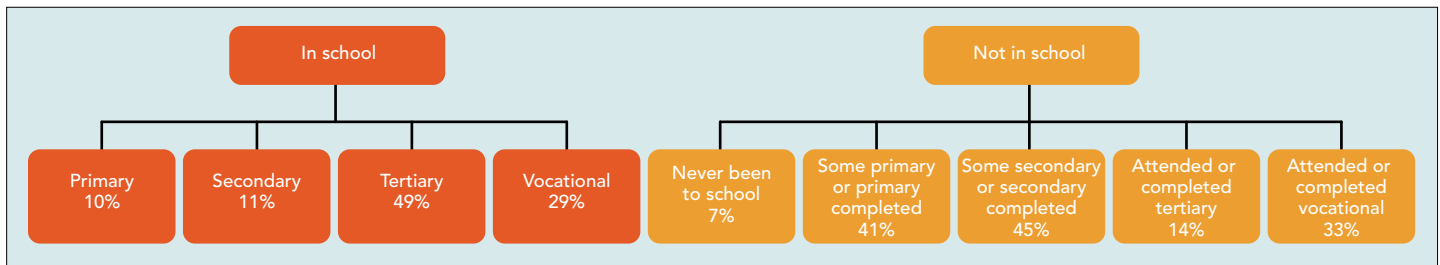 In school
Not in school
Primary
10%
Secondary
11%
Tertiary
49%
Vocational
29%
Never been
to school
7%
Some primary
or primary
completed
41%
Some secondary
or secondary
completed
45%
Attended or
completed
tertiary
14%
Attended or
completed
vocational
33%